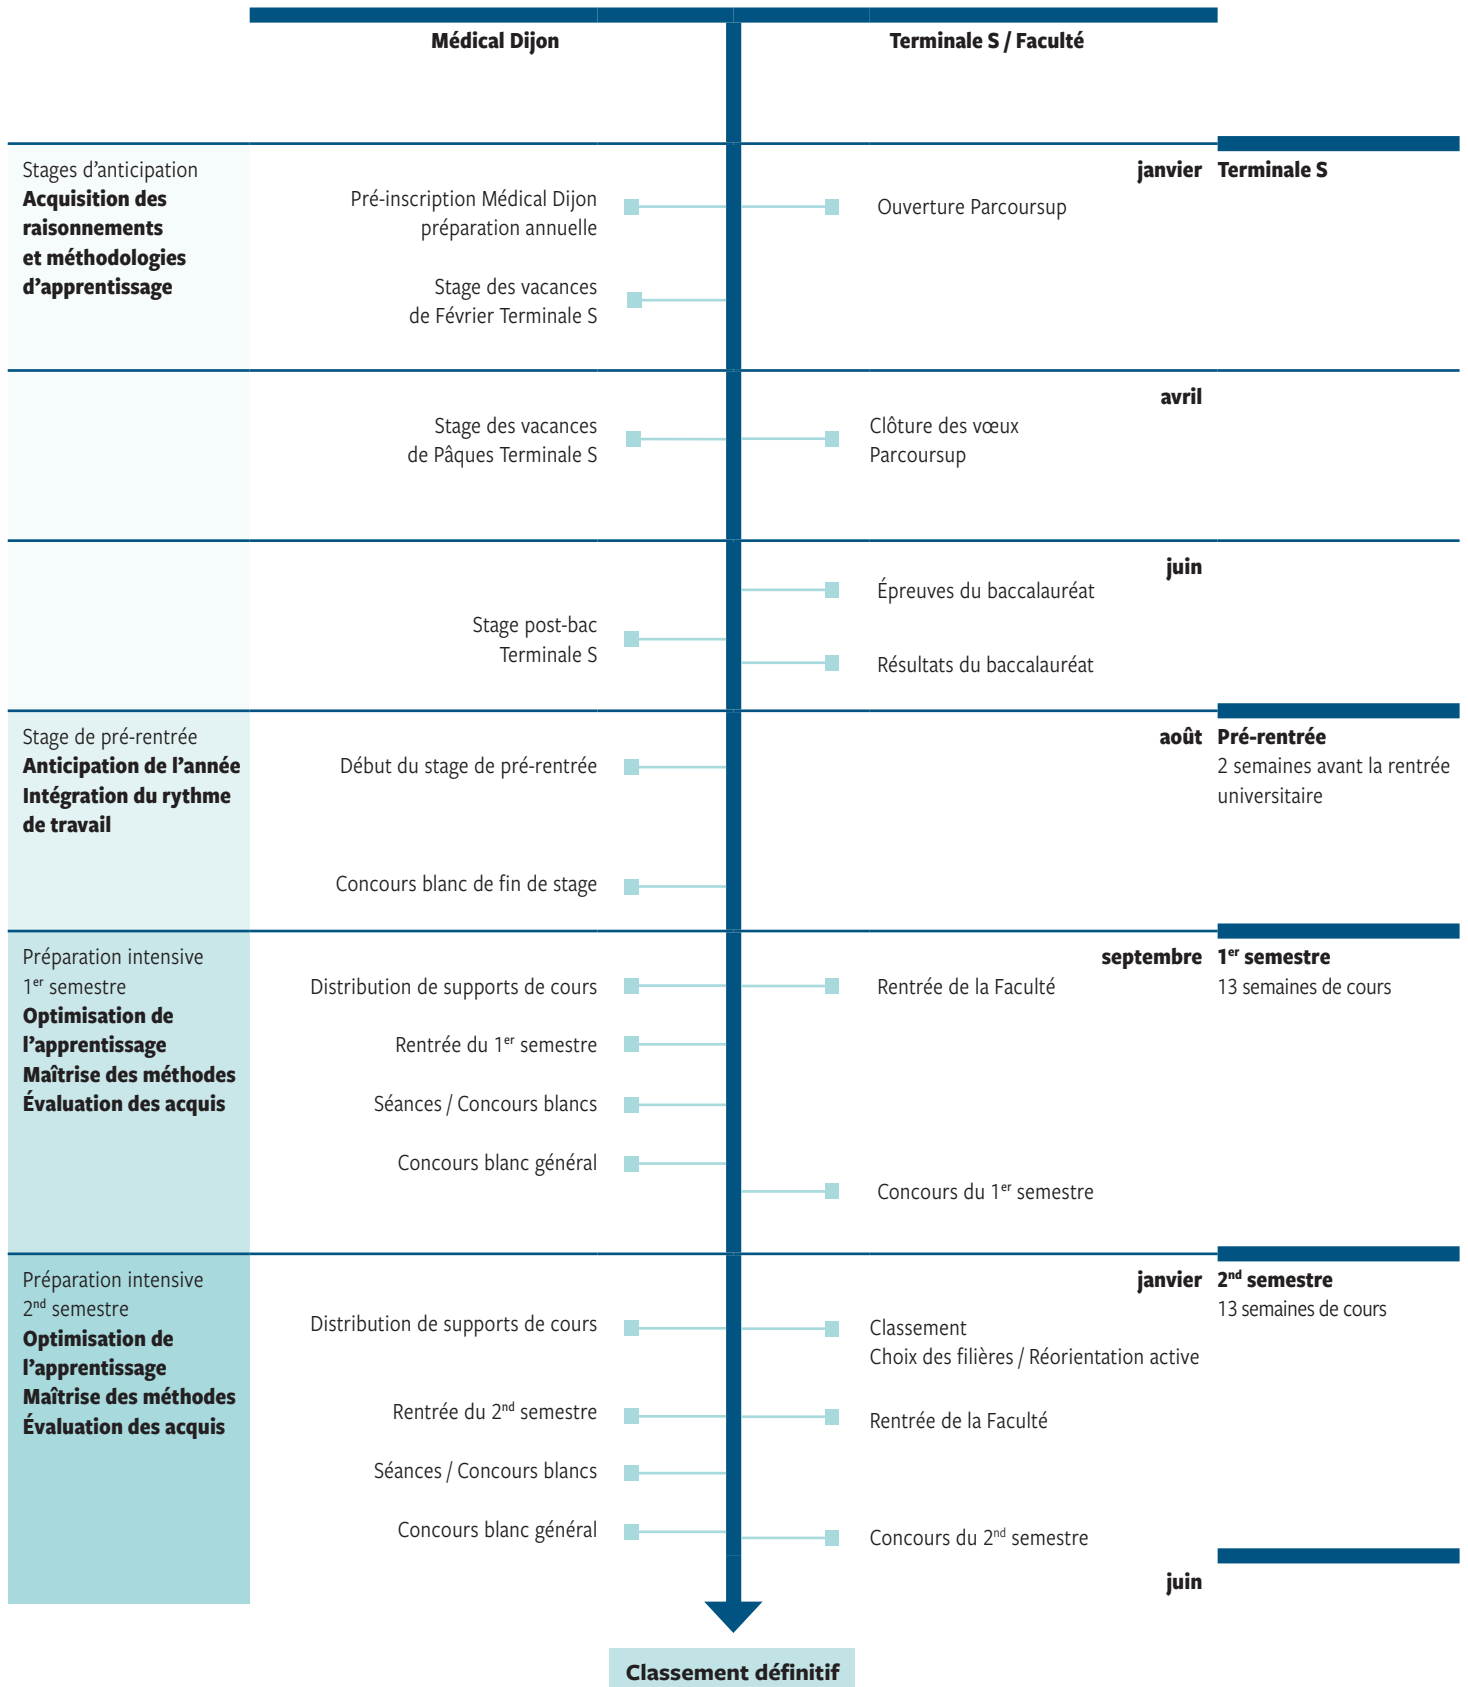 Médical Dijon
Terminale S / Faculté
Stages d’anticipation
Acquisition des
raisonnements
et méthodologies
d’apprentissage
Pré-inscription Médical Dijon
préparation annuelle
Stage des vacances
de Février Terminale S
janvier
Terminale S
Ouverture Parcoursup
Stage des vacances
de Pâques Terminale S
avril
Clôture des vœux
Parcoursup
Stage post-bac
Terminale S
juin
Épreuves du baccalauréat
Résultats du baccalauréat
Stage de pré-rentrée
Anticipation de l’année
Intégration du rythme
de travail
Début du stage de pré-rentrée
Concours blanc de fin de stage
août
Pré-rentrée
2 semaines avant la rentrée
universitaire
Préparation intensive
1er semestre
Optimisation de
l’apprentissage
Maîtrise des méthodes
Évaluation des acquis
Distribution de supports de cours
Rentrée du 1er semestre
Séances / Concours blancs
Concours blanc général
septembre
1er semestre
13 semaines de cours
Rentrée de la Faculté
Concours du 1er semestre
Préparation intensive
2nd semestre
Optimisation de
l’apprentissage
Maîtrise des méthodes
Évaluation des acquis
Distribution de supports de cours
Rentrée du 2nd semestre
Séances / Concours blancs
Concours blanc général
janvier
2nd semestre
13 semaines de cours
Classement
Choix des filières / Réorientation active
Rentrée de la Faculté
Concours du 2nd semestre
juin
Classement définitif